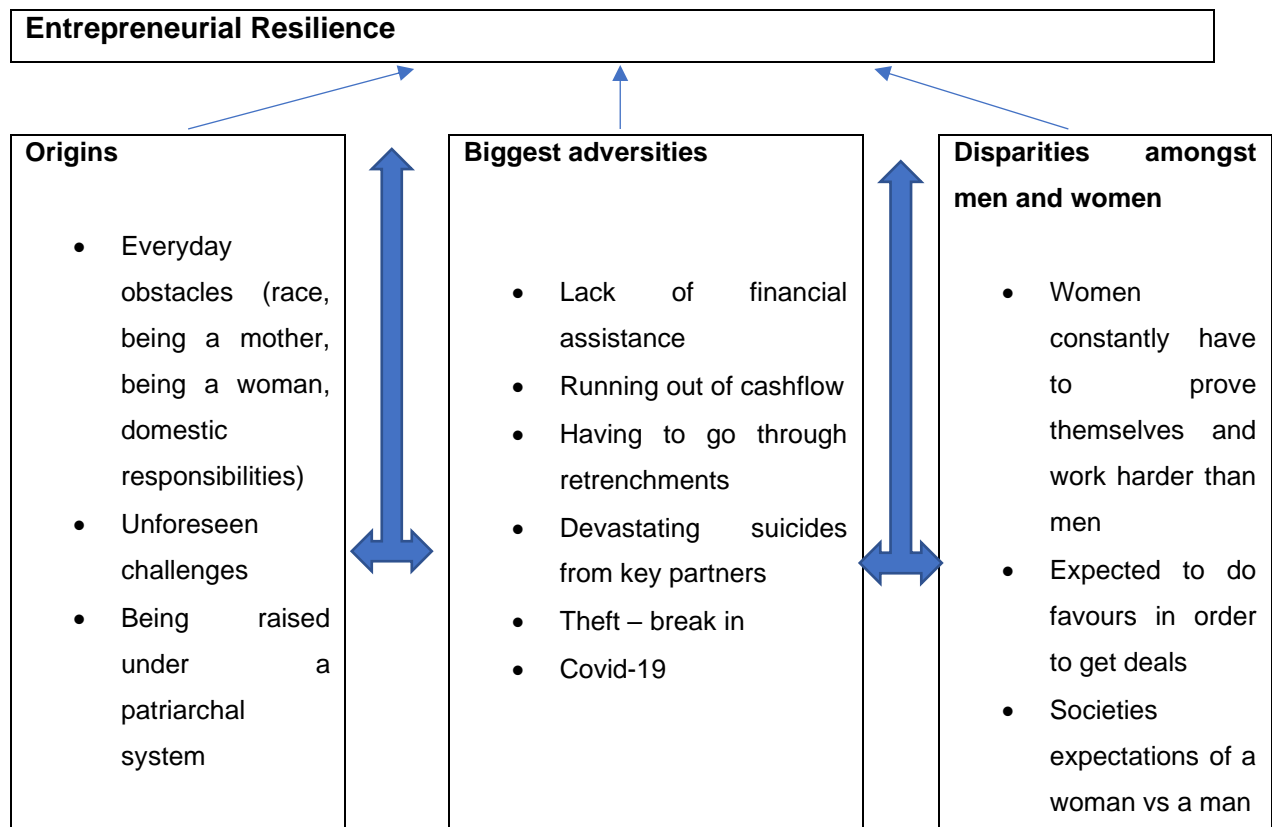 Entrepreneurial Resilience
Origins
• Everyday
obstacles (race,
being a mother,
being a woman,
domestic
responsibilities)
• Unforeseen
challenges
• Being raised
under a
patriarchal
system
Biggest adversities
• Lack of financial
assistance
• Running out of cashflow
• Having to go through
retrenchments
• Devastating suicides
from key partners
• Theft – break in
• Covid-19
Disparities amongst
men and women
• Women
constantly have
to prove
themselves and
work harder than
men
• Expected to do
favours in order
to get deals
• Societies
expectations of a
woman vs a man